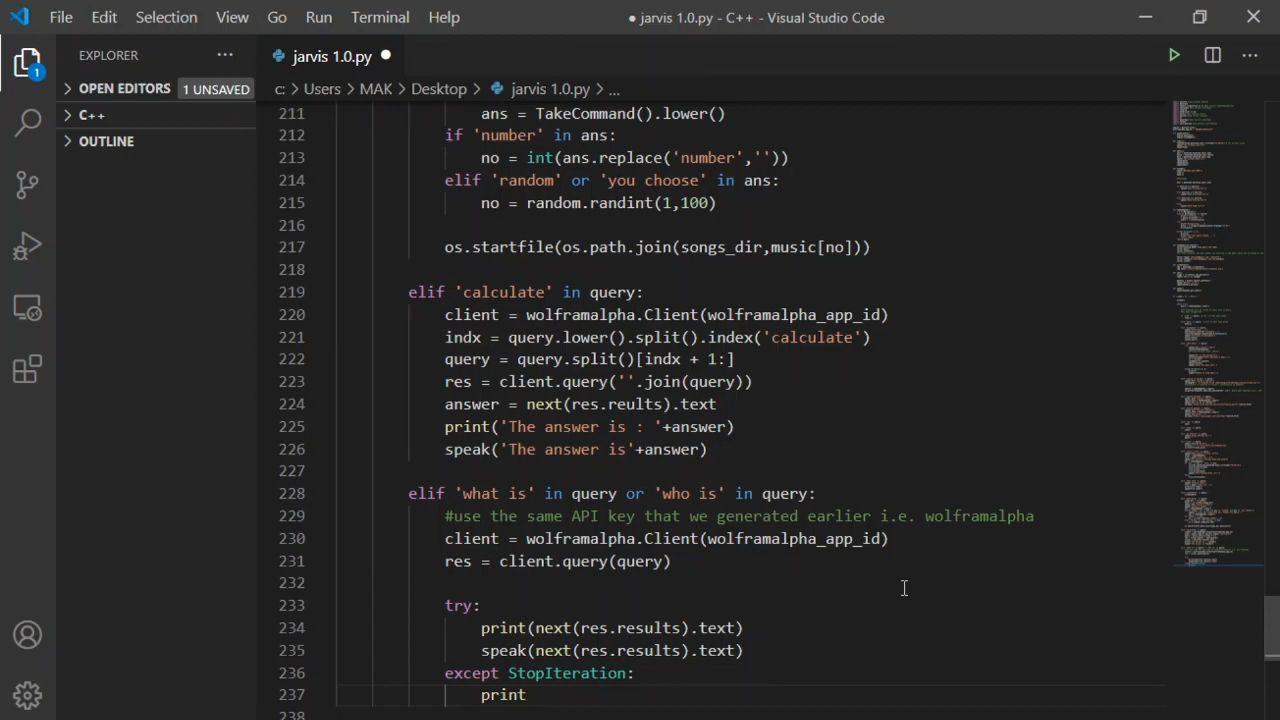 File Edit Selection View Go Run Terminal Help ● jarvis 1.0.py - C++ - Visual Studio Code
EXPLORER ... jarvis 1.0.py ●
OPEN EDITORS 1 UNSAVED
C++
OUTLINE
1
c: > Users > MAK > Desktop > jarvis 1.0.py > ...
211 ans = TakeCommand().lower()
212 if 'number' in ans:
213 no = int(ans.replace('number',''))
214 elif 'random' or 'you choose' in ans:
215 no = random.randint(1,100)
216
217 os.startfile(os.path.join(songs_dir,music[no]))
218
219 elif 'calculate' in query:
220 client = wolframalpha.Client(wolframalpha_app_id)
221 indx = query.lower().split().index('calculate')
222 query = query.split()[indx + 1:]
223 res = client.query(''.join(query))
224 answer = next(res.reults).text
225 print('The answer is : '+answer)
226 speak('The answer is'+answer)
227
228 elif 'what is' in query or 'who is' in query:
229 #use the same API key that we generated earlier i.e. wolframalpha
230 client = wolframalpha.Client(wolframalpha_app_id)
231 res = client.query(query)
232
233 try:
234 print(next(res.results).text)
235 speak(next(res.results).text)
236 except StopIteration:
237 print
238